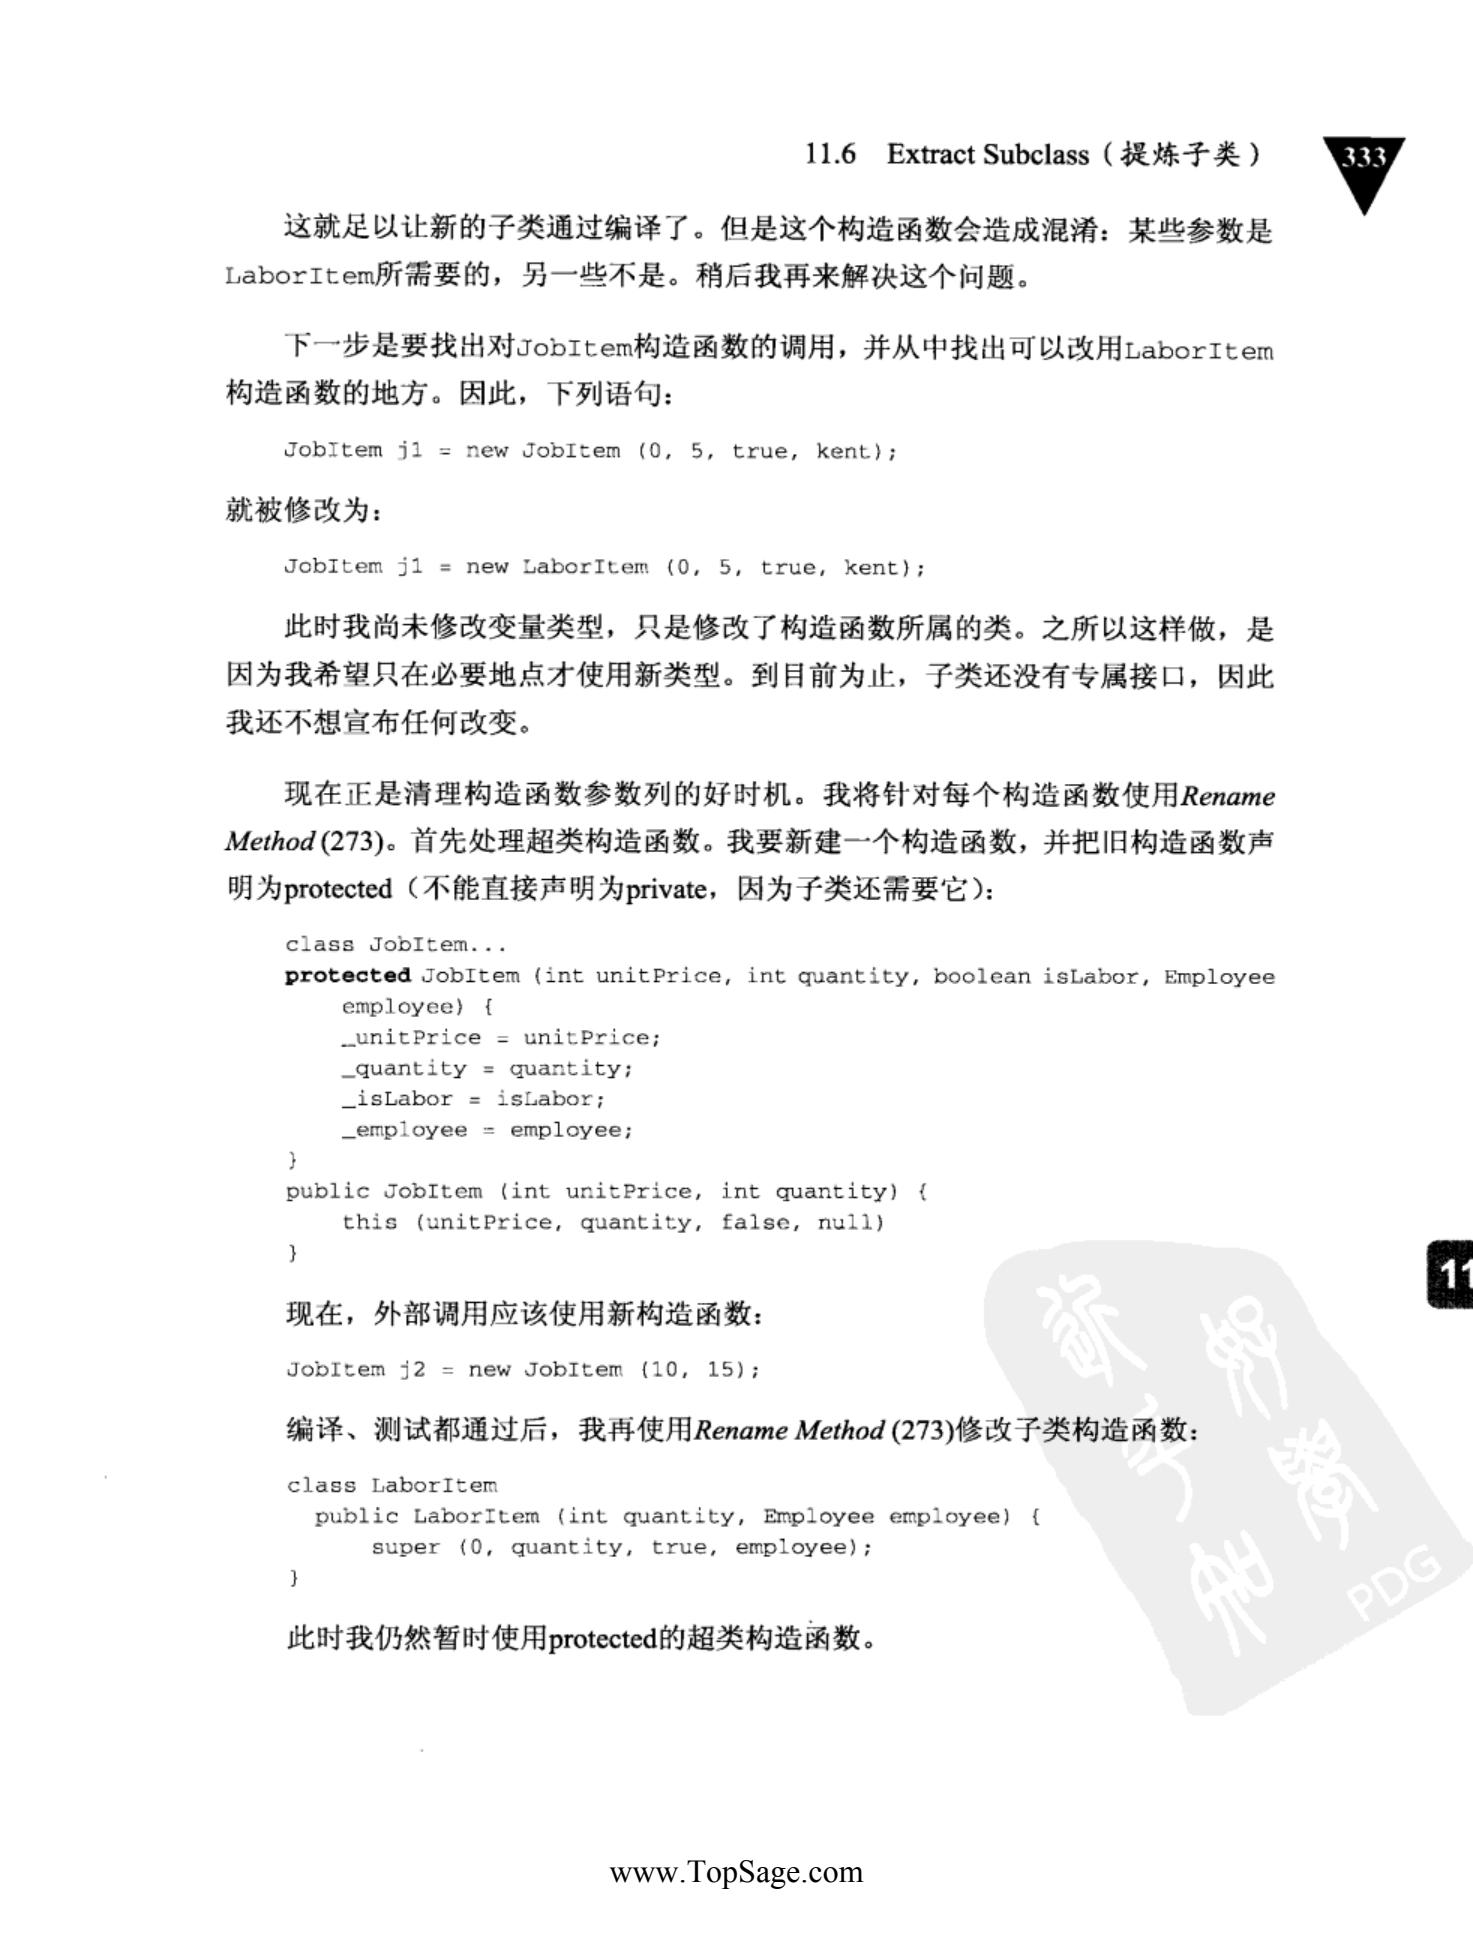 11.6 Extract Subclass（提炼子类） 333
这就足以让新的子类通过编译了。但是这个构造函数会造成混淆：某些参数是
LaborItem所需要的，另一些不是。稍后我再来解决这个问题。
下一步是要找出对JobItem构造函数的调用，并从中找出可以改用LaborItem
构造函数的地方。因此，下列语句：
JobItem j1 = new JobItem (0, 5, true, kent);
就被修改为：
JobItem j1 = new LaborItem (0, 5, true, kent);
此时我尚未修改变量类型，只是修改了构造函数所属的类。之所以这样做，是
因为我希望只在必要地点才使用新类型。到目前为止，子类还没有专属接口，因此
我还不想宣布任何改变。
现在正是清理构造函数参数列的好时机。我将针对每个构造函数使用Rename
Method (273)。首先处理超类构造函数。我要新建一个构造函数，并把旧构造函数声
明为protected（不能直接声明为private，因为子类还需要它）：
class JobItem...
protected JobItem (int unitPrice, int quantity, boolean isLabor, Employee
employee) {
_unitPrice = unitPrice;
_quantity = quantity;
_isLabor = isLabor;
_employee = employee;
}
public JobItem (int unitPrice, int quantity) {
this (unitPrice, quantity, false, null)
}
11
现在，外部调用应该使用新构造函数：
JobItem j2 = new JobItem (10, 15);
编译、测试都通过后，我再使用Rename Method (273)修改子类构造函数：
class LaborItem
public LaborItem (int quantity, Employee employee) {
super (0, quantity, true, employee);
}
PDG
此时我仍然暂时使用protected的超类构造函数。
www.TopSage.com